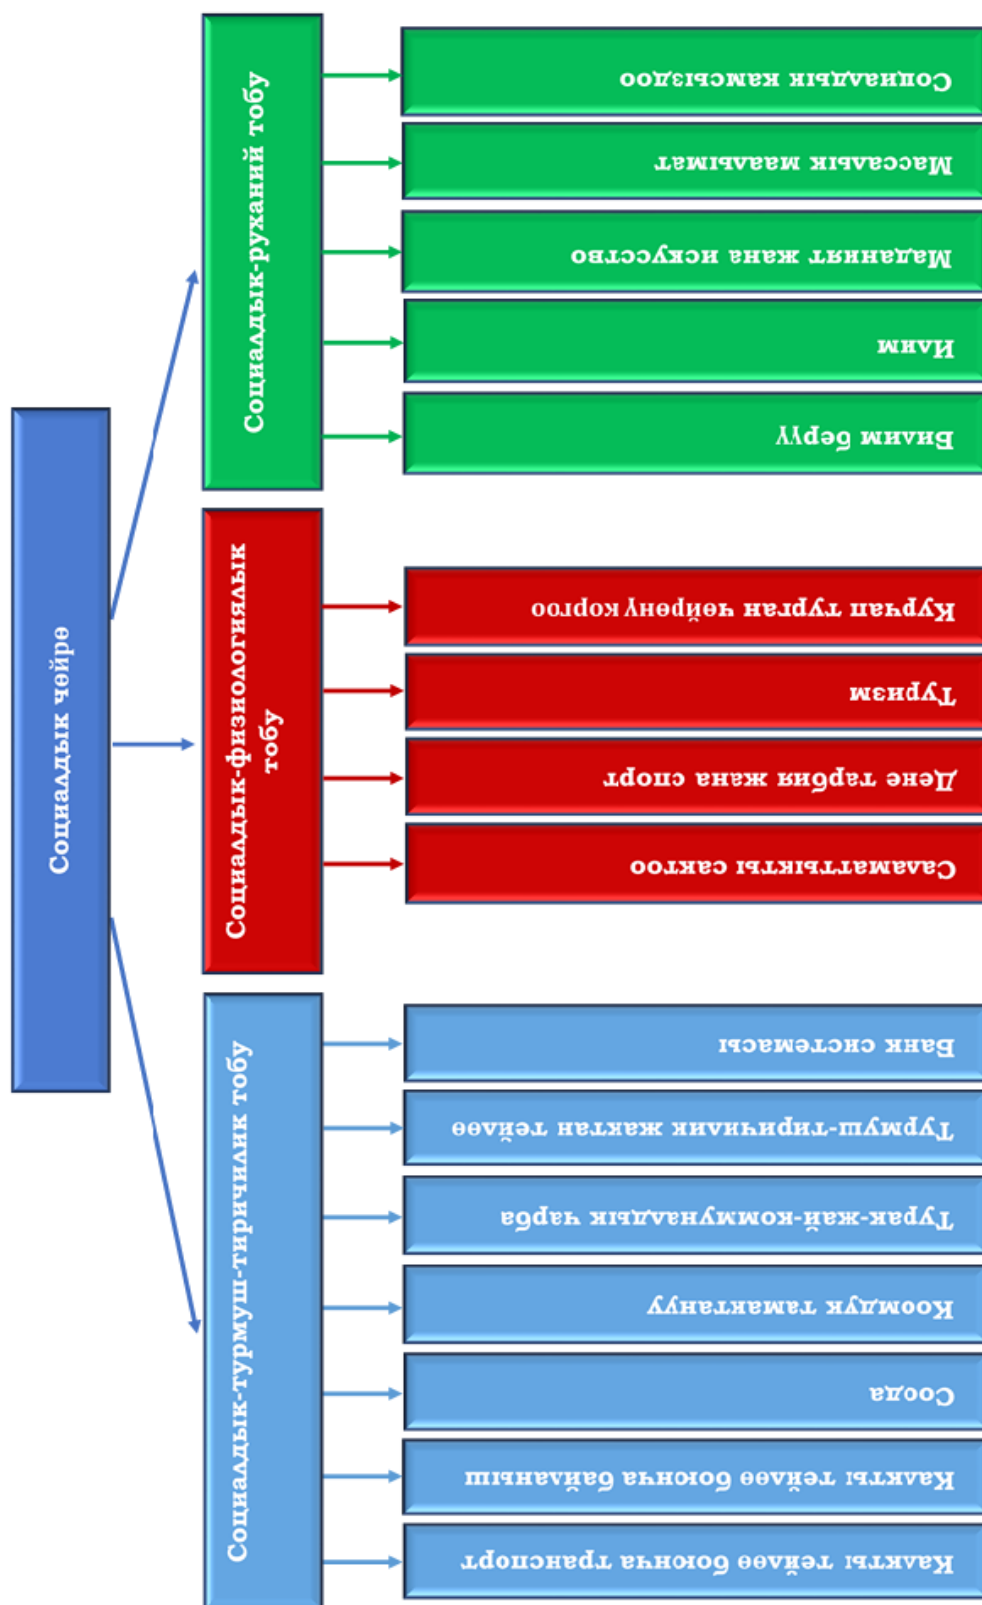 Социалдык чөйрө
Социалдык-турмуш-тиричилик тобу
Социалдык-физиологиялык
тобу
Социалдык-руханий тобу
Калкты тейлөө боюнча транспорт
Калкты тейлөө боюнча байланыш
Соода
Коомдук тамактануу
Турак-жай-коммуналдык чарба
Турмуш-тиричилик жактан тейлөө
Банк системасы
Саламаттыкты сактоо
Дене тарбия жана спорт
Туризм
Курчап турган чөйрөнү коргоо
Билим берүү
Илим
Маданият жана искусство
Массалык маалымат
Социалдык камсыздоо